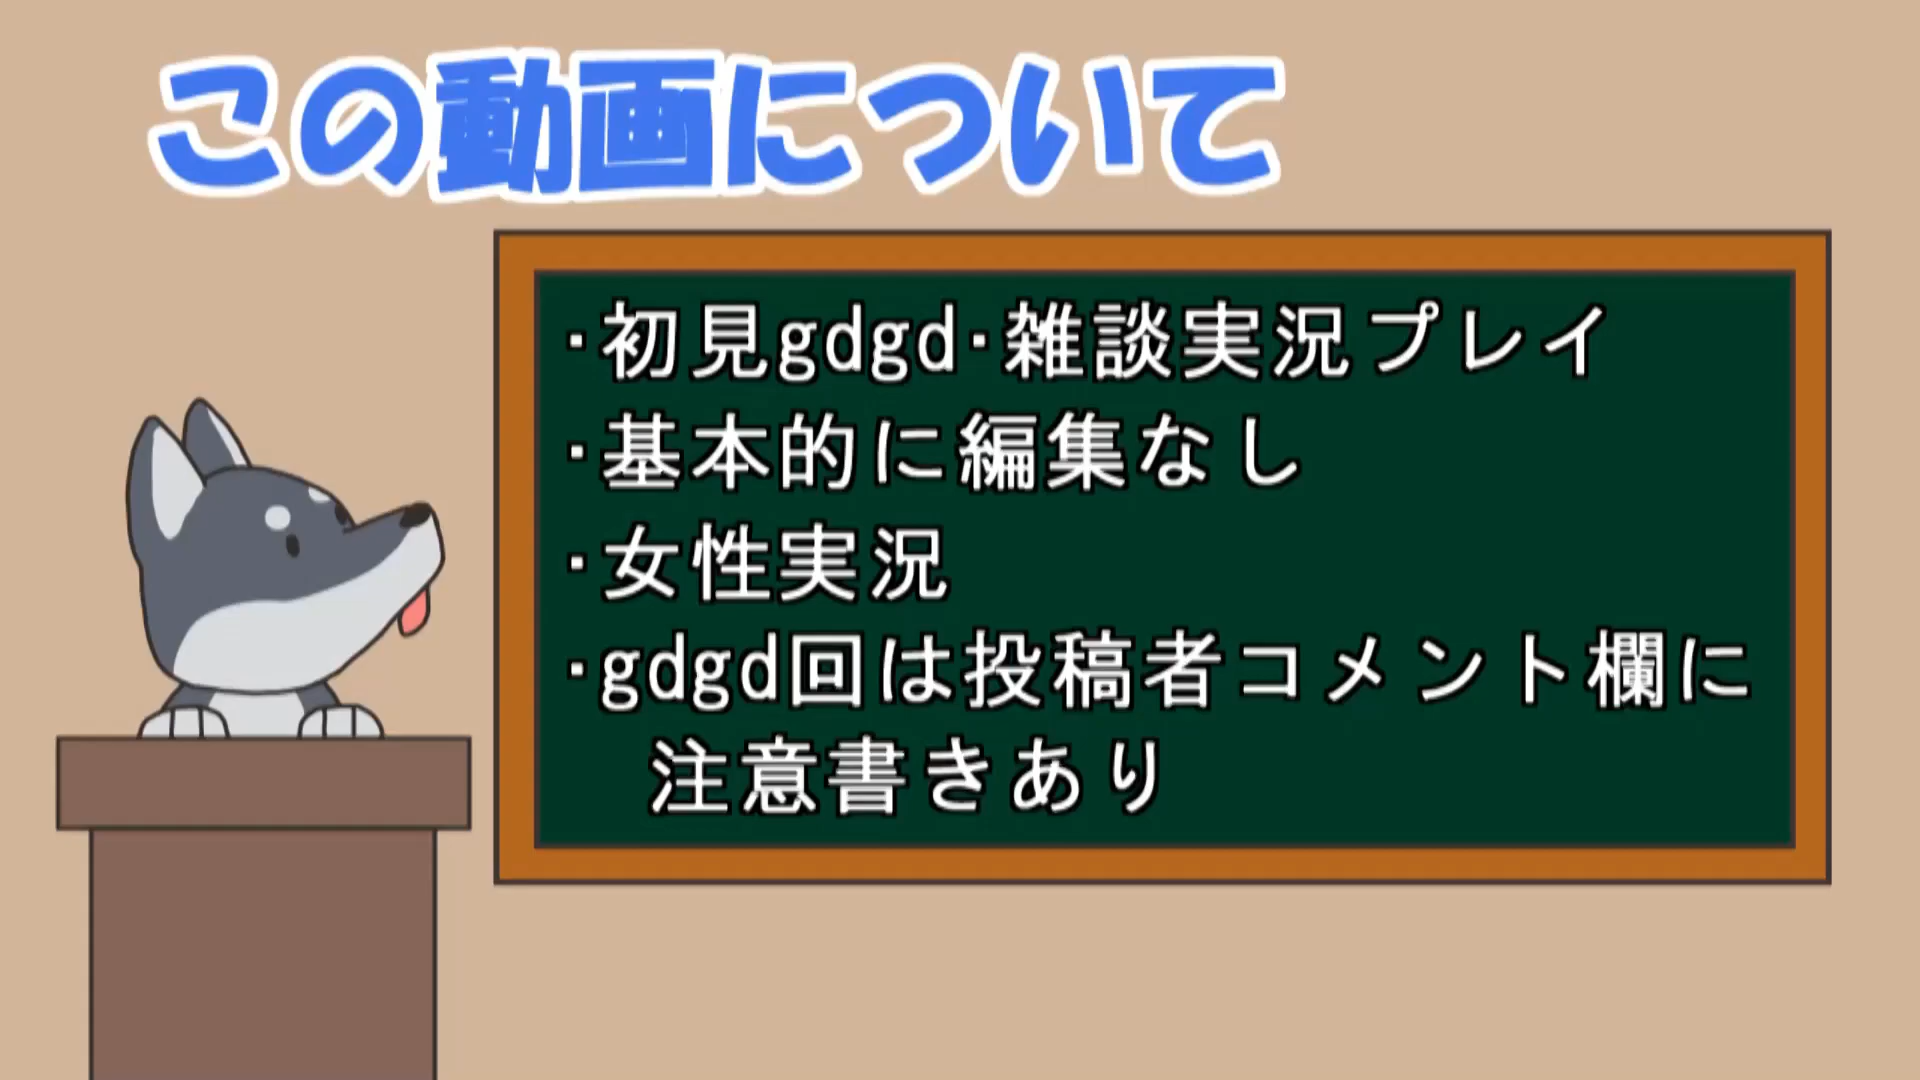 この動画について
・初見gdgd・雑談実況プレイ
・基本的に編集なし
・女性実況
・gdgd回は投稿者コメント欄に
注意書きあり